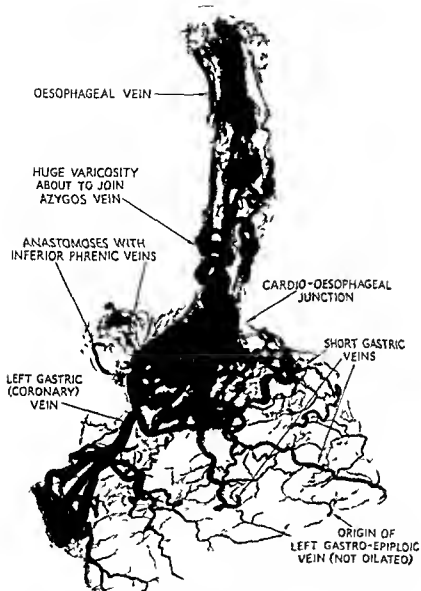 OESOPHAGEAL VEIN
HUGE VARICOSITY
ABOUT TO JOIN
AZYGOS VEIN
ANASTOMOSES WITH
INFERIOR PHRENIC VEINS
CARDIO-OESOPHAGEAL
JUNCTION
SHORT GASTRIC
VEINS
LEFT GASTRIC
(CORONARY)
VEIN
ORIGIN OF
LEFT GASTRO-EPIPLOIC
VEIN (NOT DILATED)